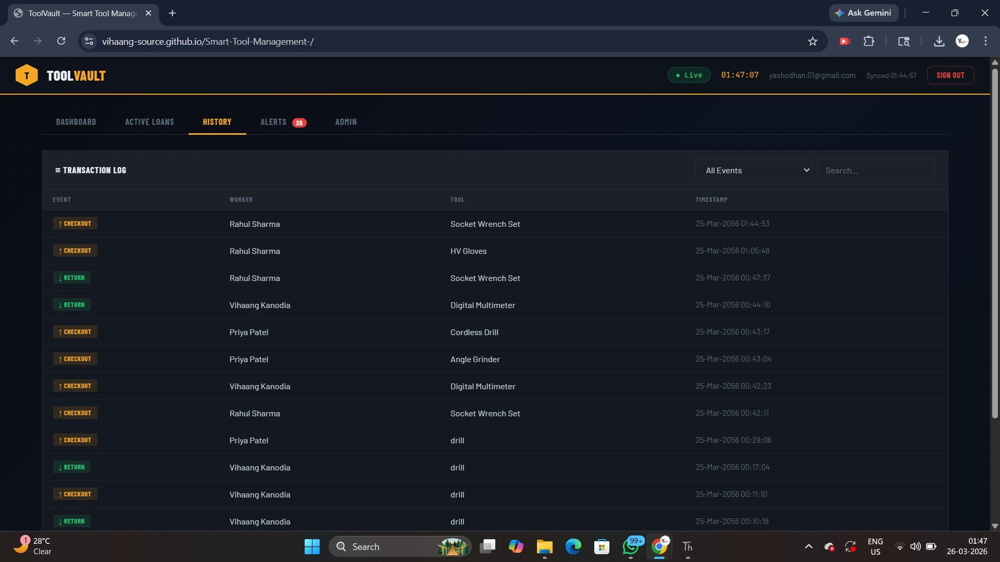 ToolVault — Smart Tool Manag
Ask Gemini
vihaang-source.github.io/Smart-Tool-Management-/
T TOOLVAULT
● Live 01:47:07 yashodhan.01@gmail.com Synced 01:44:57 SIGN OUT
DASHBOARD ACTIVE LOANS HISTORY ALERTS 35 ADMIN
≡ TRANSACTION LOG All Events Search...
EVENT WORKER TOOL TIMESTAMP
↑ CHECKOUT Rahul Sharma Socket Wrench Set 25-Mar-2056 01:44:53
↑ CHECKOUT Rahul Sharma HV Gloves 25-Mar-2056 01:05:48
↓ RETURN Rahul Sharma Socket Wrench Set 25-Mar-2056 00:47:37
↓ RETURN Vihaang Kanodia Digital Multimeter 25-Mar-2056 00:44:10
↑ CHECKOUT Priya Patel Cordless Drill 25-Mar-2056 00:43:17
↑ CHECKOUT Priya Patel Angle Grinder 25-Mar-2056 00:43:04
↑ CHECKOUT Vihaang Kanodia Digital Multimeter 25-Mar-2056 00:42:23
↑ CHECKOUT Rahul Sharma Socket Wrench Set 25-Mar-2056 00:42:11
↑ CHECKOUT Priya Patel drill 25-Mar-2056 00:29:06
↓ RETURN Vihaang Kanodia drill 25-Mar-2056 00:17:04
↑ CHECKOUT Vihaang Kanodia drill 25-Mar-2056 00:11:10
↓ RETURN Vihaang Kanodia drill 25-Mar-2056 00:10:18
1 28°C Search 99+ Th ENG 01:47
Clear US 26-03-2026